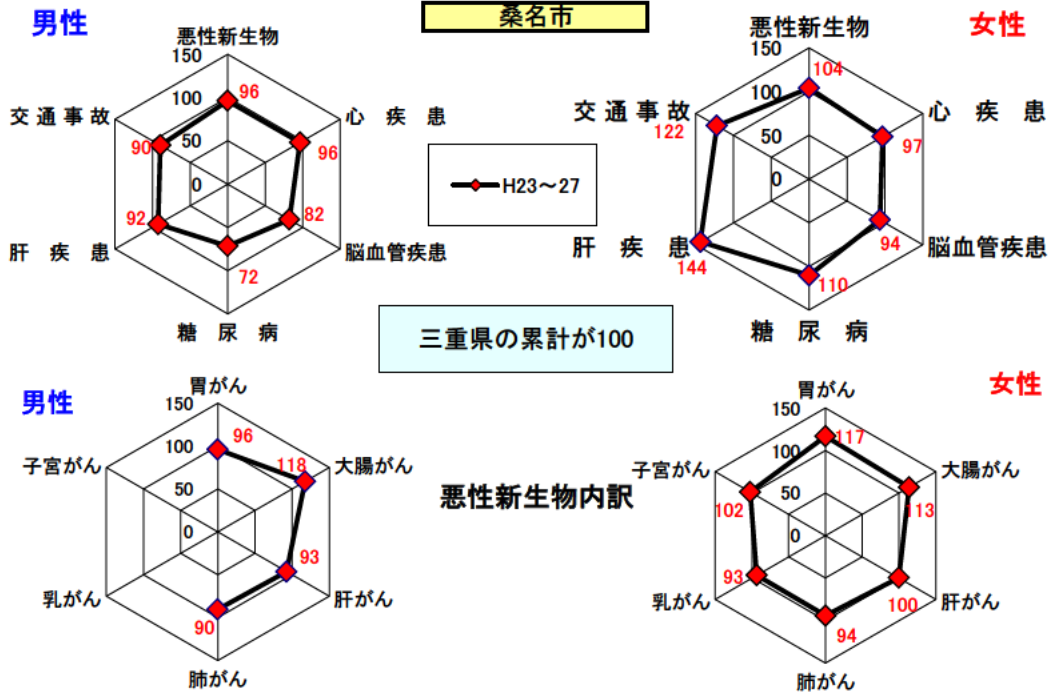 桑名市
男性
悪性新生物
150
100
50
0
96
心 疾 患
96
脳血管疾患
82
糖 尿 病
72
肝 疾 患
92
交 通 事 故
90
H23～27
女性
悪性新生物
150
100
50
0
104
心 疾 患
97
脳血管疾患
94
糖 尿 病
110
肝 疾 患
144
交 通 事 故
122
三重県の累計が100
男性
胃がん
150
100
50
0
96
大腸がん
118
肝がん
93
肺がん
90
乳がん
子宮がん
悪性新生物内訳
女性
胃がん
150
100
50
0
117
大腸がん
113
肝がん
100
肺がん
94
乳がん
93
子宮がん
102